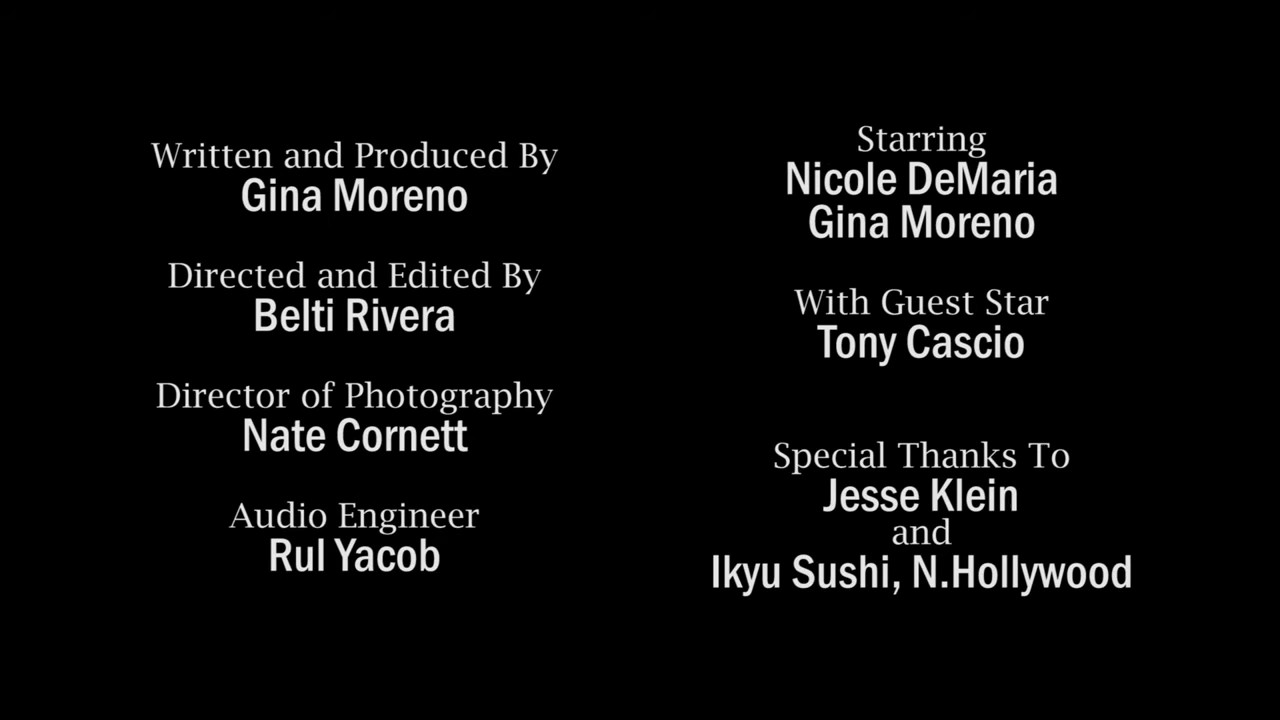 Written and Produced By
Gina Moreno
Directed and Edited By
Belti Rivera
Director of Photography
Nate Cornett
Audio Engineer
Rul Yacob
Starring
Nicole DeMaria
Gina Moreno
With Guest Star
Tony Cascio
Special Thanks To
Jesse Klein
and
Ikyu Sushi, N.Hollywood